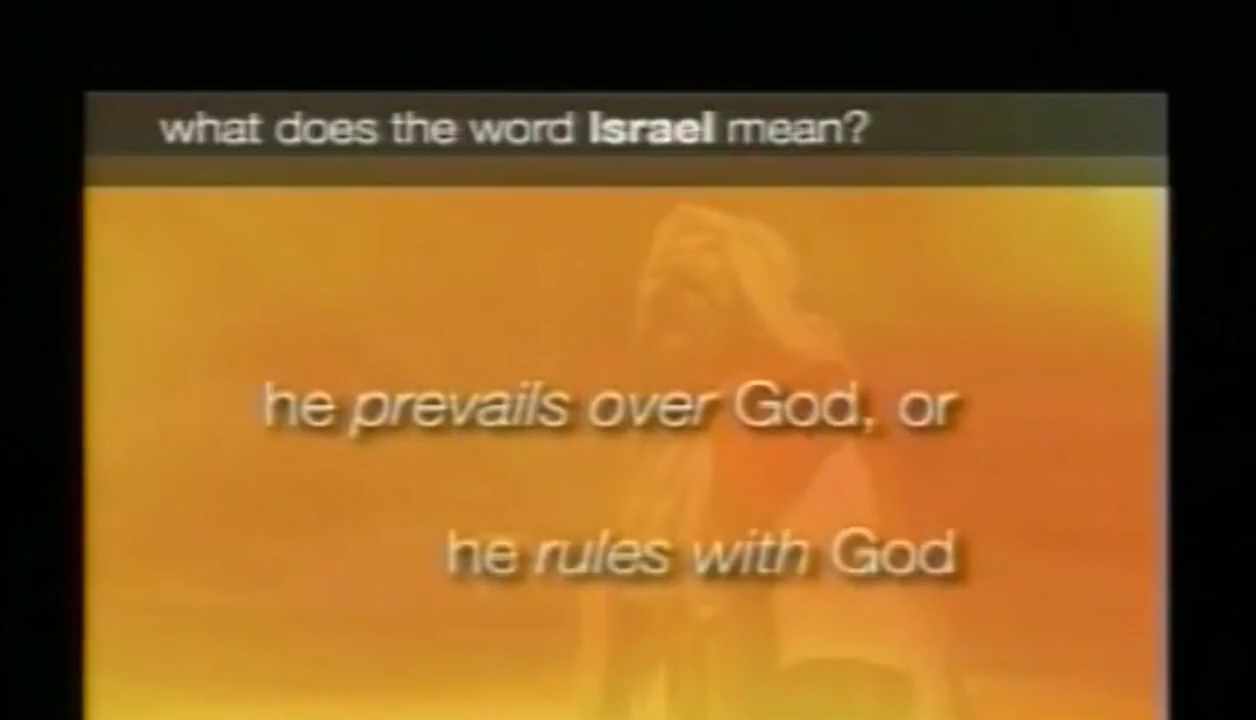 what does the word Israel mean?
he prevails over God, or
he rules with God